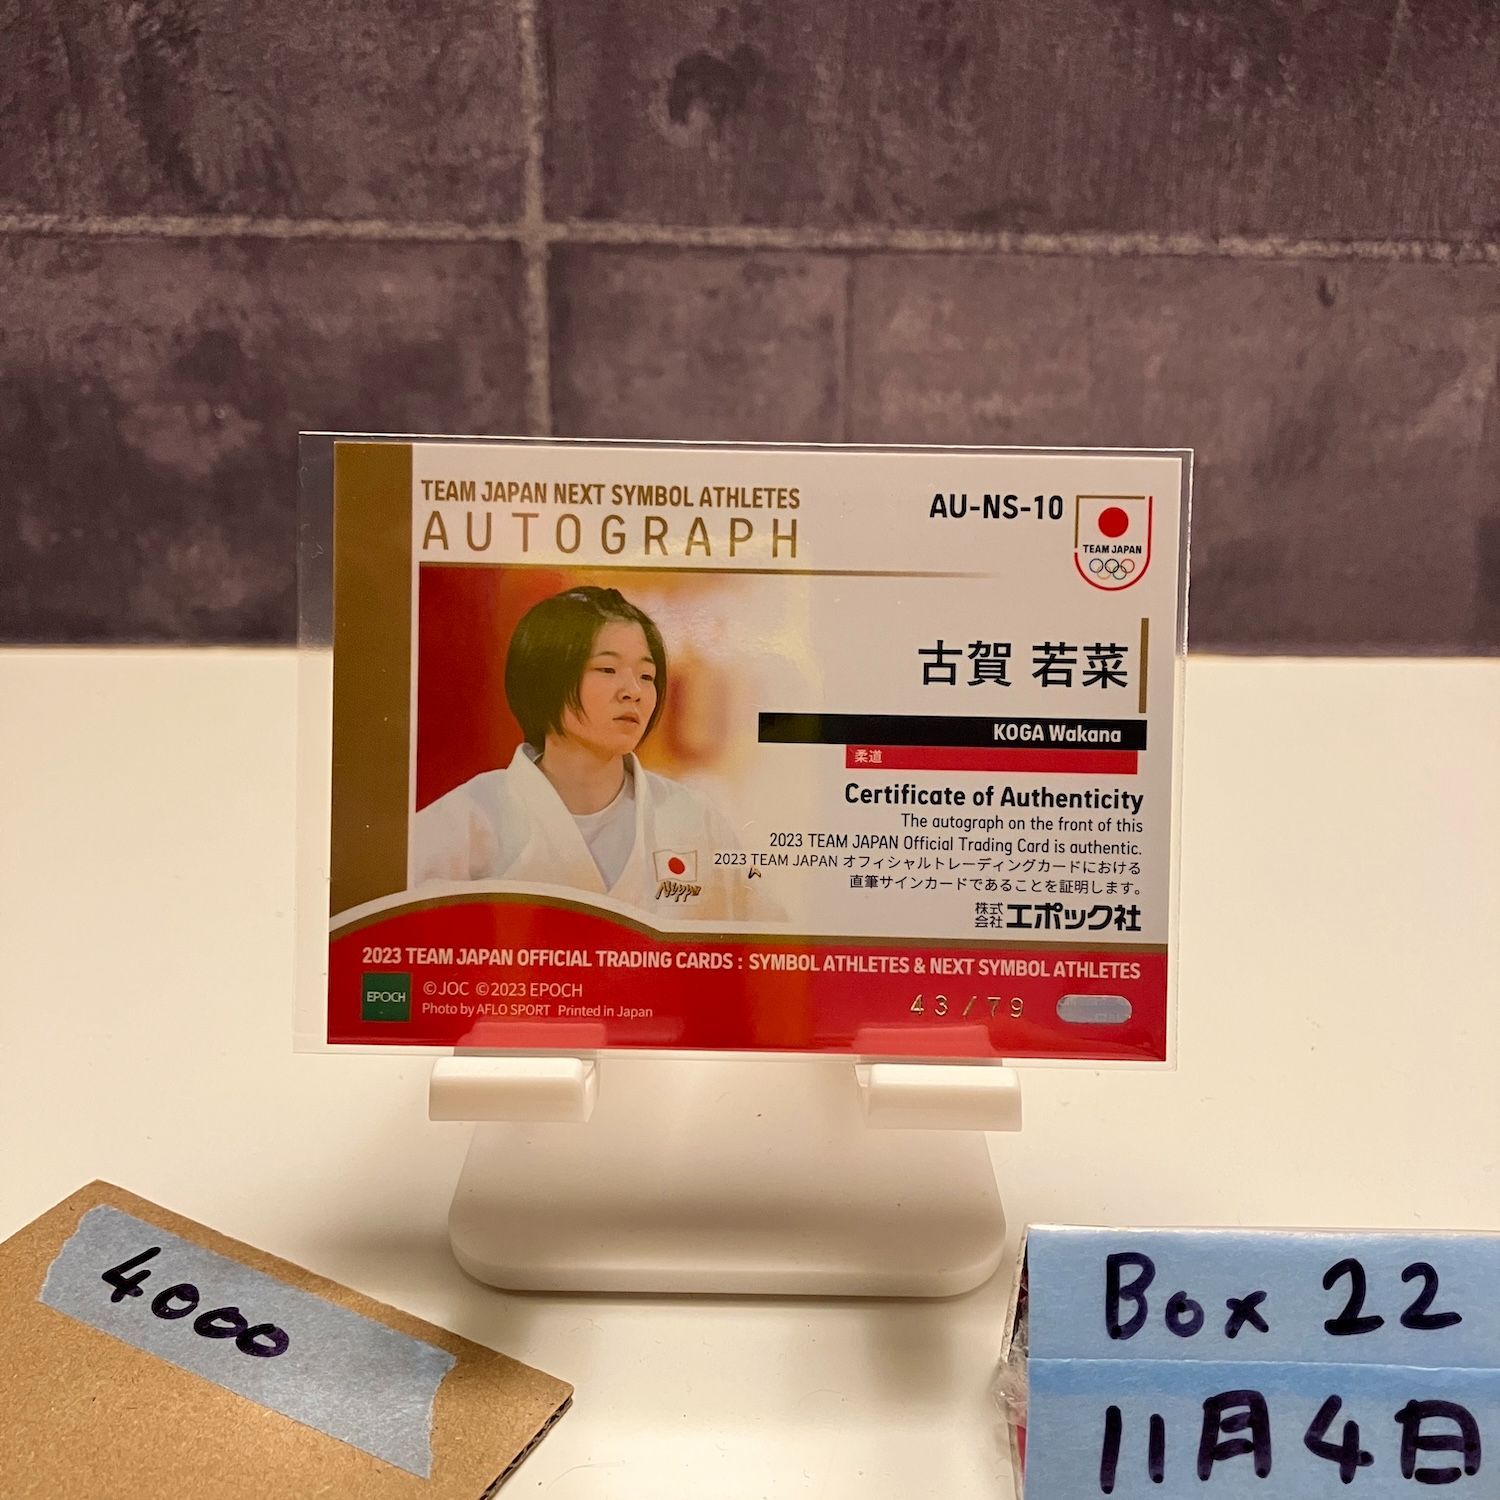 TEAM JAPAN NEXT SYMBOL ATHLETES
AUTOGRAPH
AU-NS-10
TEAM JAPAN
古賀 若菜
KOGA Wakana
柔道
Certificate of Authenticity
The autograph on the front of this
2023 TEAM JAPAN Official Trading Card is authentic.
2023 TEAM JAPAN オフィシャルトレーディングカードにおける
直筆サインカードであることを証明します。
株式会社エポック社
Nippon
2023 TEAM JAPAN OFFICIAL TRADING CARDS : SYMBOL ATHLETES & NEXT SYMBOL ATHLETES
EPOCH
©JOC ©2023 EPOCH
Photo by AFLO SPORT Printed in Japan
43/79
4000
Box 22
11月4日